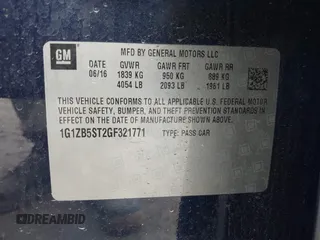 GM
MFD BY GENERAL MOTORS LLC
DATE GVWR GAWR FRT GAWR RR
06/16 1839 KG 950 KG 889 KG
4054 LB 2093 LB 1961 LB
THIS VEHICLE CONFORMS TO ALL APPLICABLE U.S. FEDERAL MOTOR
VEHICLE SAFETY, BUMPER, AND THEFT PREVENTION STANDARDS
IN EFFECT ON THE DATE OF MANUFACTURE SHOWN ABOVE.
1G1ZB5ST2GF321771 TYPE: PASS CAR
DREAMBID